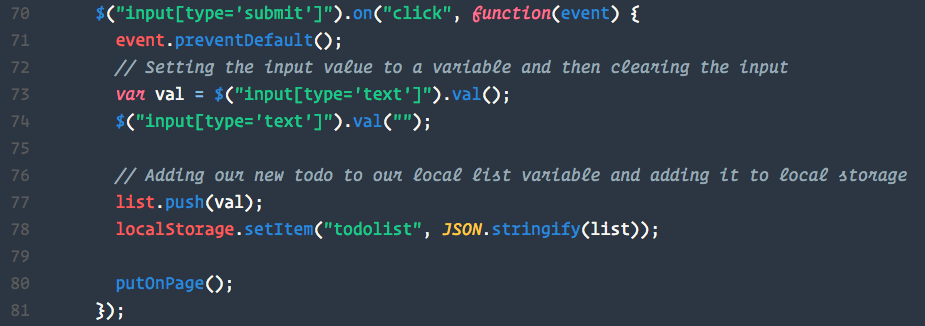 70 $("input[type='submit']").on("click", function(event) {
71 event.preventDefault();
72 // Setting the input value to a variable and then clearing the input
73 var val = $("input[type='text']").val();
74 $("input[type='text']").val("");
75
76 // Adding our new todo to our local list variable and adding it to local storage
77 list.push(val);
78 localStorage.setItem("todolist", JSON.stringify(list));
79
80 putOnPage();
81 });